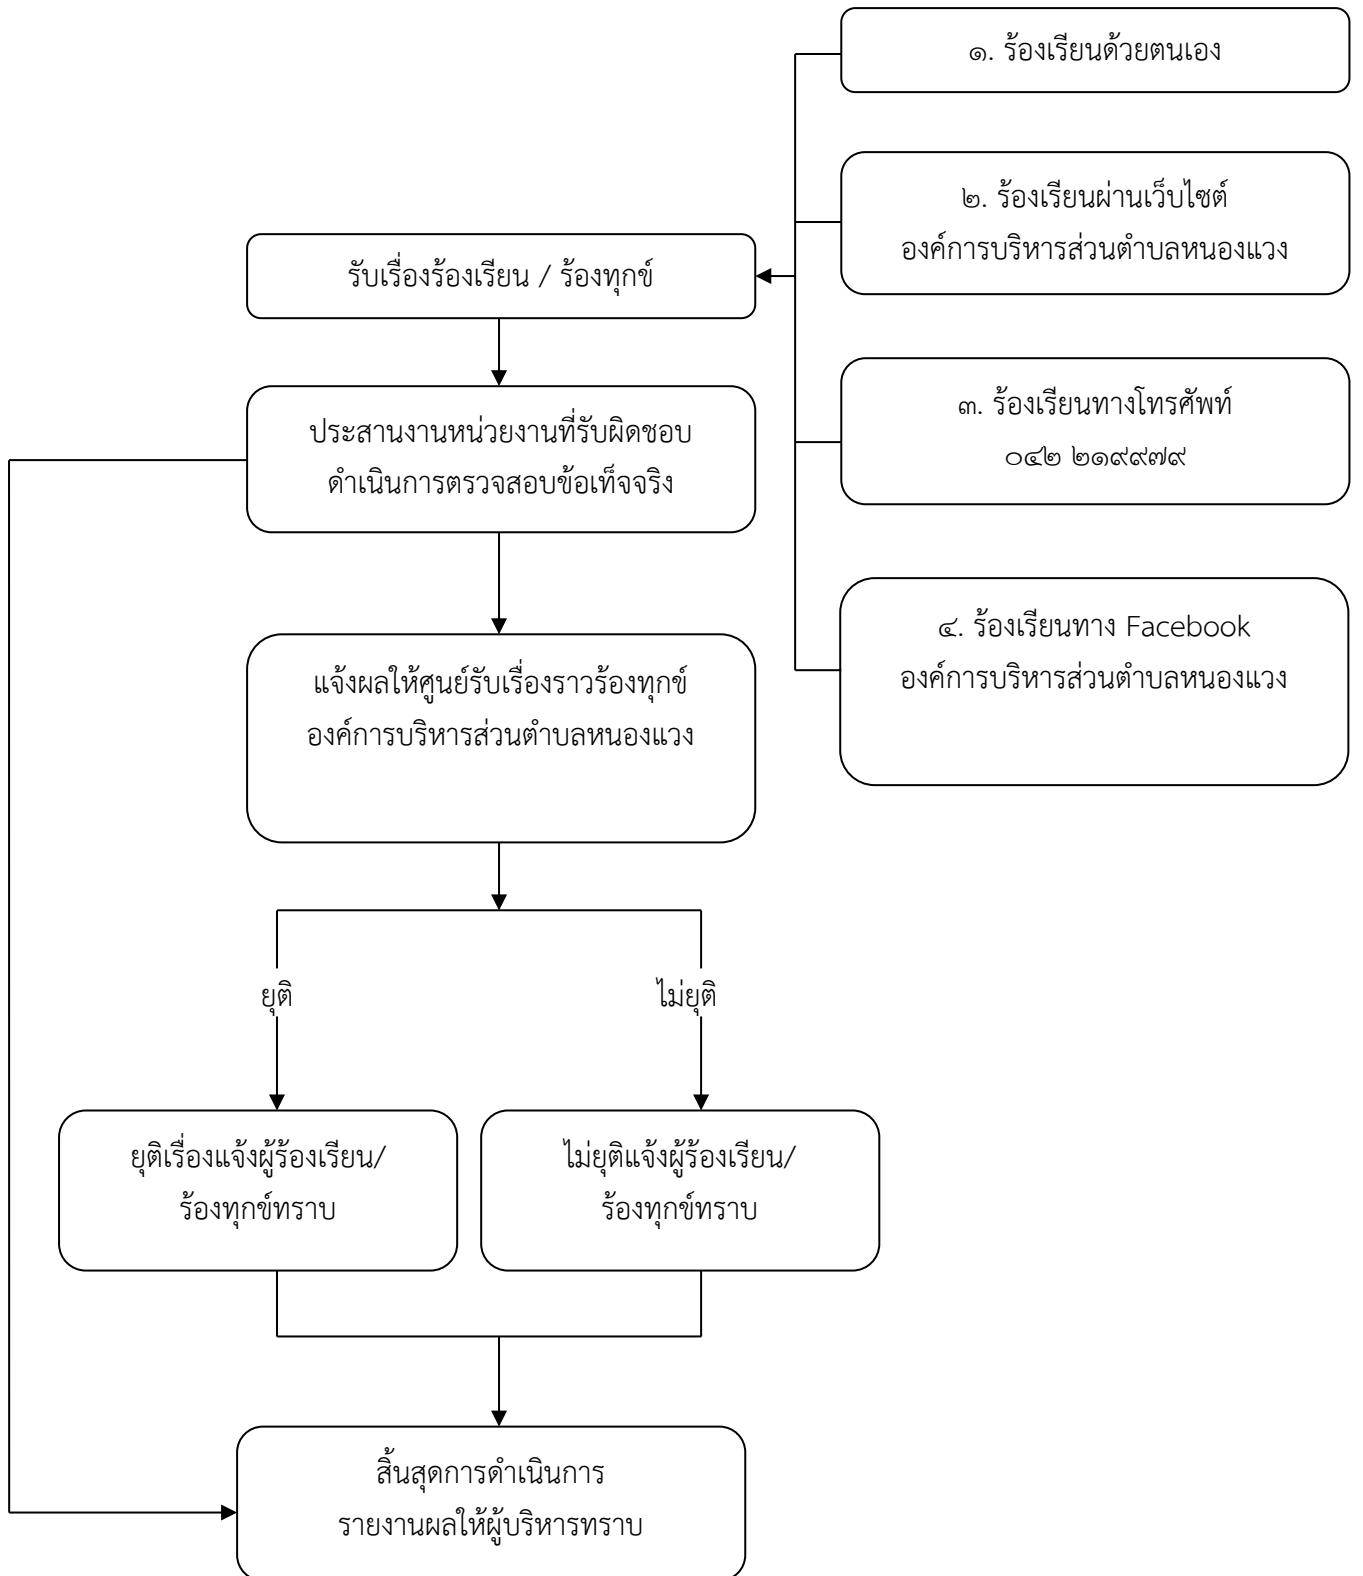 ๑. ร้องเรียนด้วยตนเอง
๒. ร้องเรียนผ่านเว็บไซต์
องค์การบริหารส่วนตำบลหนองแวง
รับเรื่องร้องเรียน / ร้องทุกข์
๓. ร้องเรียนทางโทรศัพท์
๐๔๒ ๒๑๙๙๗๙
ประสานงานหน่วยงานที่รับผิดชอบ
ดำเนินการตรวจสอบข้อเท็จจริง
๔. ร้องเรียนทาง Facebook
องค์การบริหารส่วนตำบลหนองแวง
แจ้งผลให้ศูนย์รับเรื่องราวร้องทุกข์
องค์การบริหารส่วนตำบลหนองแวง
ยุติ
ไม่ยุติ
ยุติเรื่องแจ้งผู้ร้องเรียน/
ร้องทุกข์ทราบ
ไม่ยุติแจ้งผู้ร้องเรียน/
ร้องทุกข์ทราบ
สิ้นสุดการดำเนินการ
รายงานผลให้ผู้บริหารทราบ